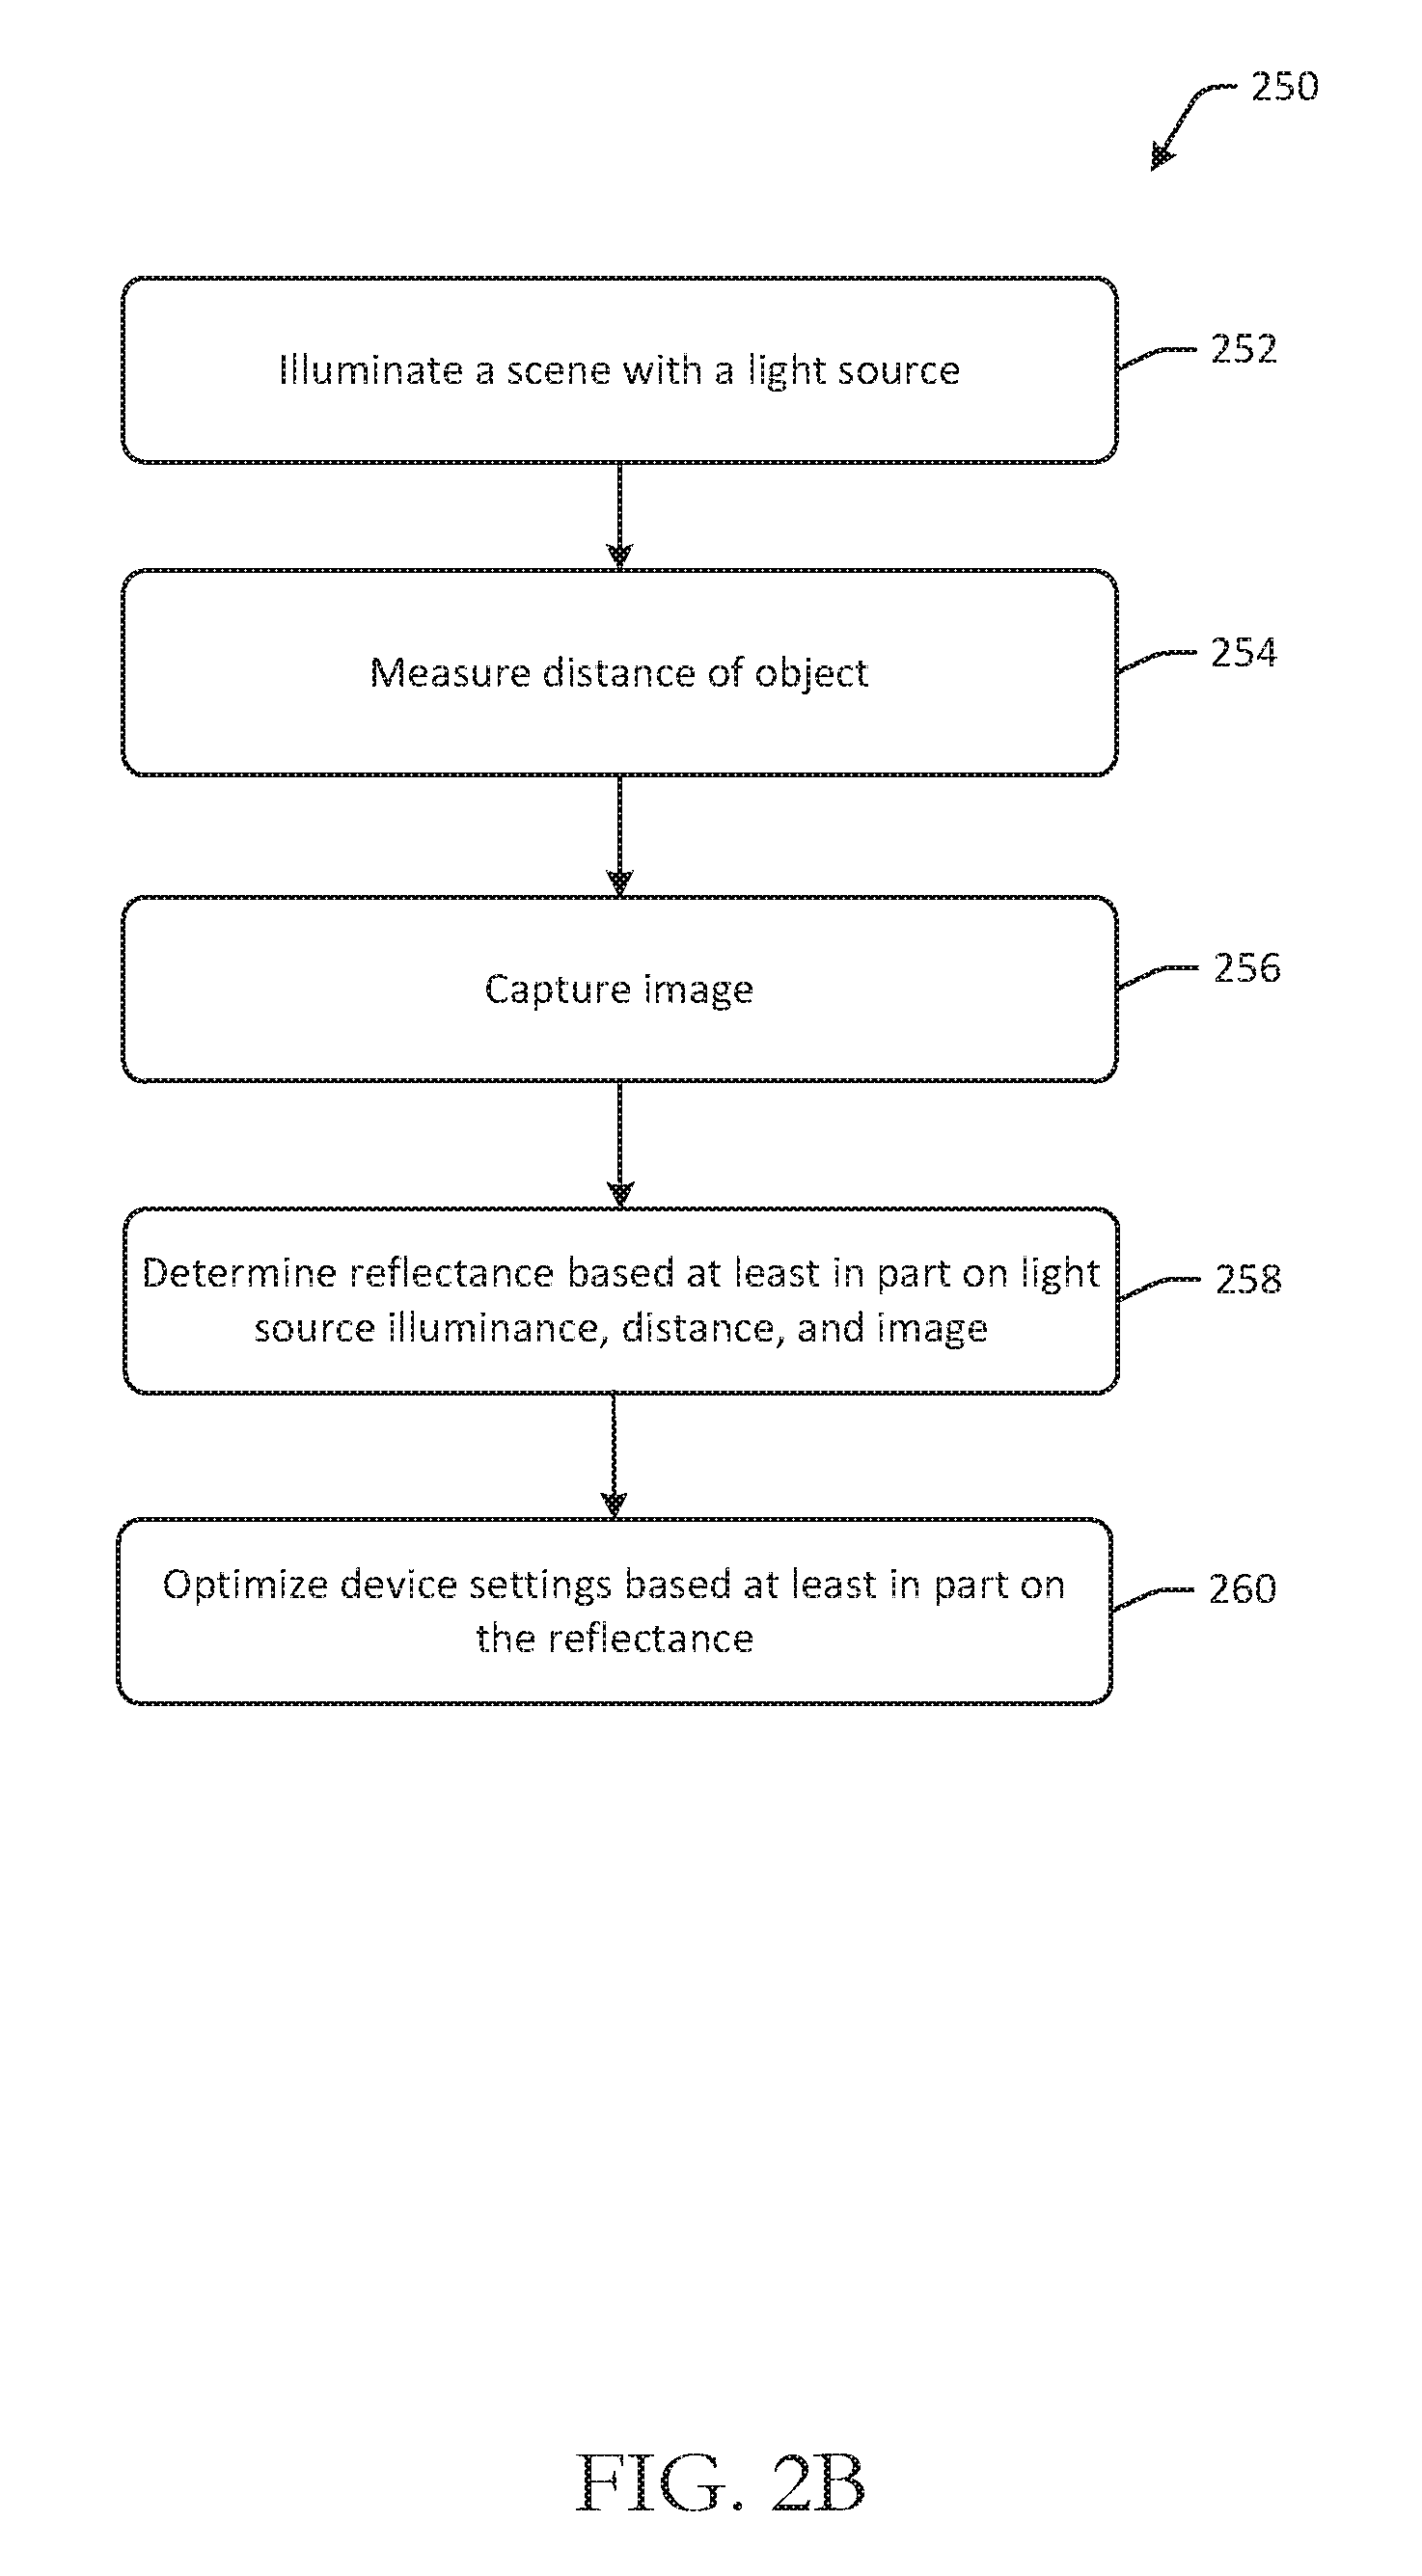 250
Illuminate a scene with a light source
252
Measure distance of object
254
Capture image
256
Determine reflectance based at least in part on light
source illuminance, distance, and image
258
Optimize device settings based at least in part on
the reflectance
260
FIG. 2B